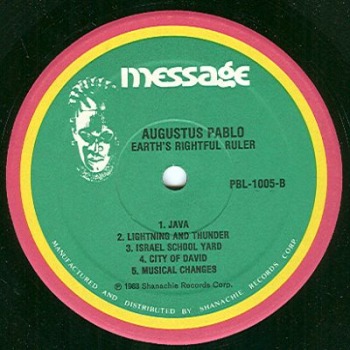 message
AUGUSTUS PABLO
EARTH'S RIGHTFUL RULER
PBL-1005-B
1. JAVA
2. LIGHTNING AND THUNDER
3. ISRAEL SCHOOL YARD
4. CITY OF DAVID
5. MUSICAL CHANGES
℗ 1983 Shanachie Records Corp.
MANUFACTURED AND DISTRIBUTED BY SHANACHIE RECORDS CORP.